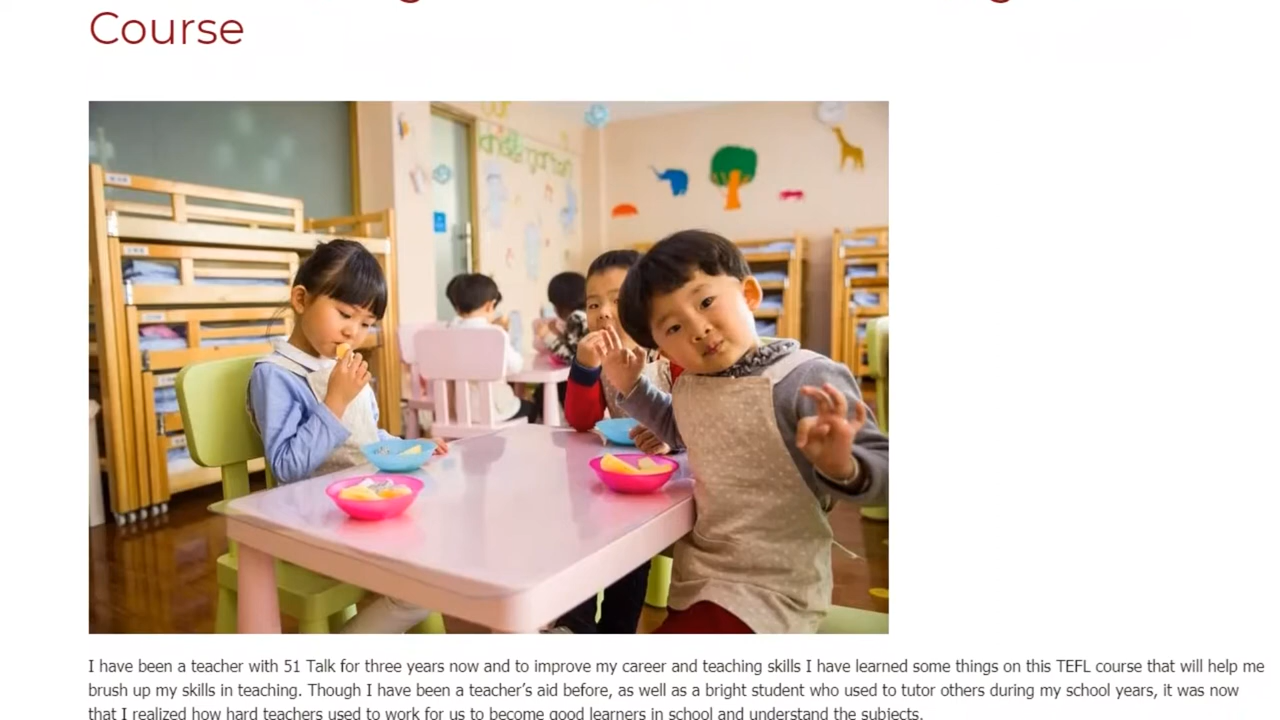 Course
I have been a teacher with 51 Talk for three years now and to improve my career and teaching skills I have learned some things on this TEFL course that will help me
brush up my skills in teaching. Though I have been a teacher’s aid before, as well as a bright student who used to tutor others during my school years, it was now
that I realized how hard teachers used to work for us to become good learners in school and understand the subjects.